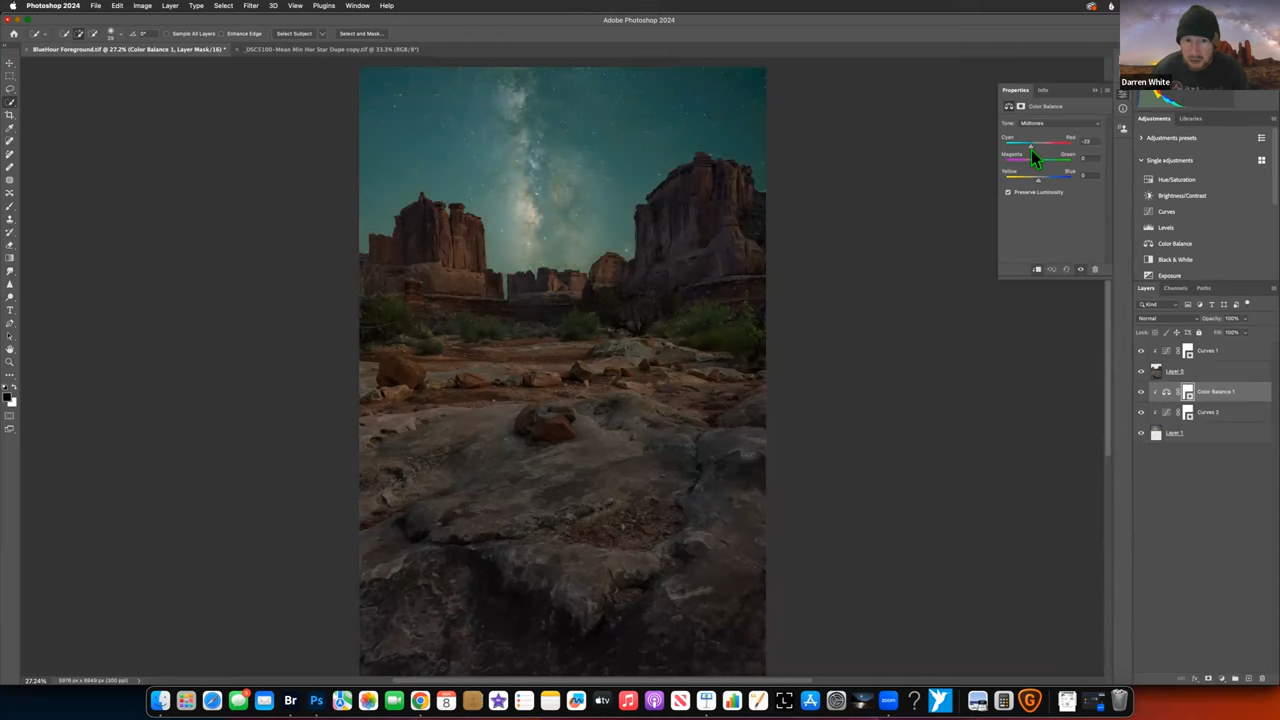 Photoshop 2024 File Edit Image Layer Type Select Filter 3D View Plugins Window Help
Adobe Photoshop 2024
Sample All Layers Enhance Edge Select Subject Select and Mask...
BlueHour Foreground.tif @ 27.2% (Color Balance 1, Layer Mask/16) *
_DSC5100-Mean Min Hor Star Dupe copy.tif @ 33.3% (RGB/8*)
Darren White
Properties Info
Color Balance
Tone: Midtones
Cyan Red -23
Magenta Green 0
Yellow Blue 0
Preserve Luminosity
Adjustments Libraries
Adjustments presets
Single adjustments
Hue/Saturation
Brightness/Contrast
Curves
Levels
Color Balance
Black & White
Exposure
Layers Channels Paths
Kind
Normal Opacity: 100%
Lock: Fill: 100%
Curves 1
Layer 0
Color Balance 1
Curves 2
Layer 1
27.24% 5976 px x 8949 px (300 ppi)